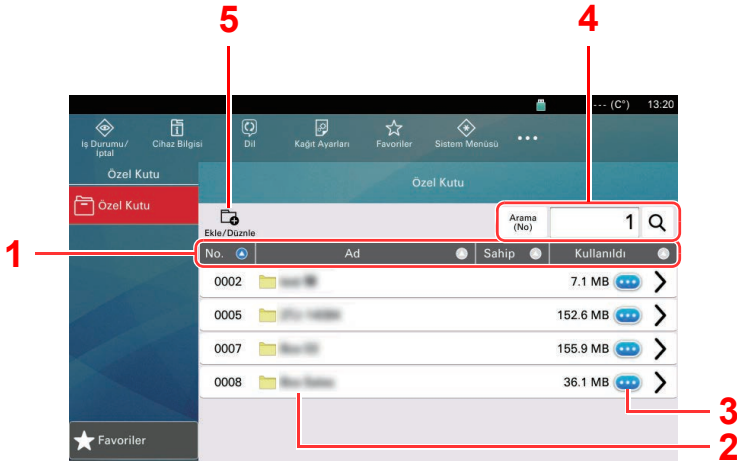 5
4
--- (C°) 13:20
İş Durumu/
İptal
Cihaz Bilgisi
Dil
Kağıt Ayarları
Favoriler
Sistem Menüsü
...
Özel Kutu
Özel Kutu
Özel Kutu
Ekle/Düznle
Arama
(No)
1
1
No. Ad Sahip Kullanıldı
0002 7.1 MB
0005 152.6 MB
0007 155.9 MB
0008 36.1 MB
3
2
Favoriler